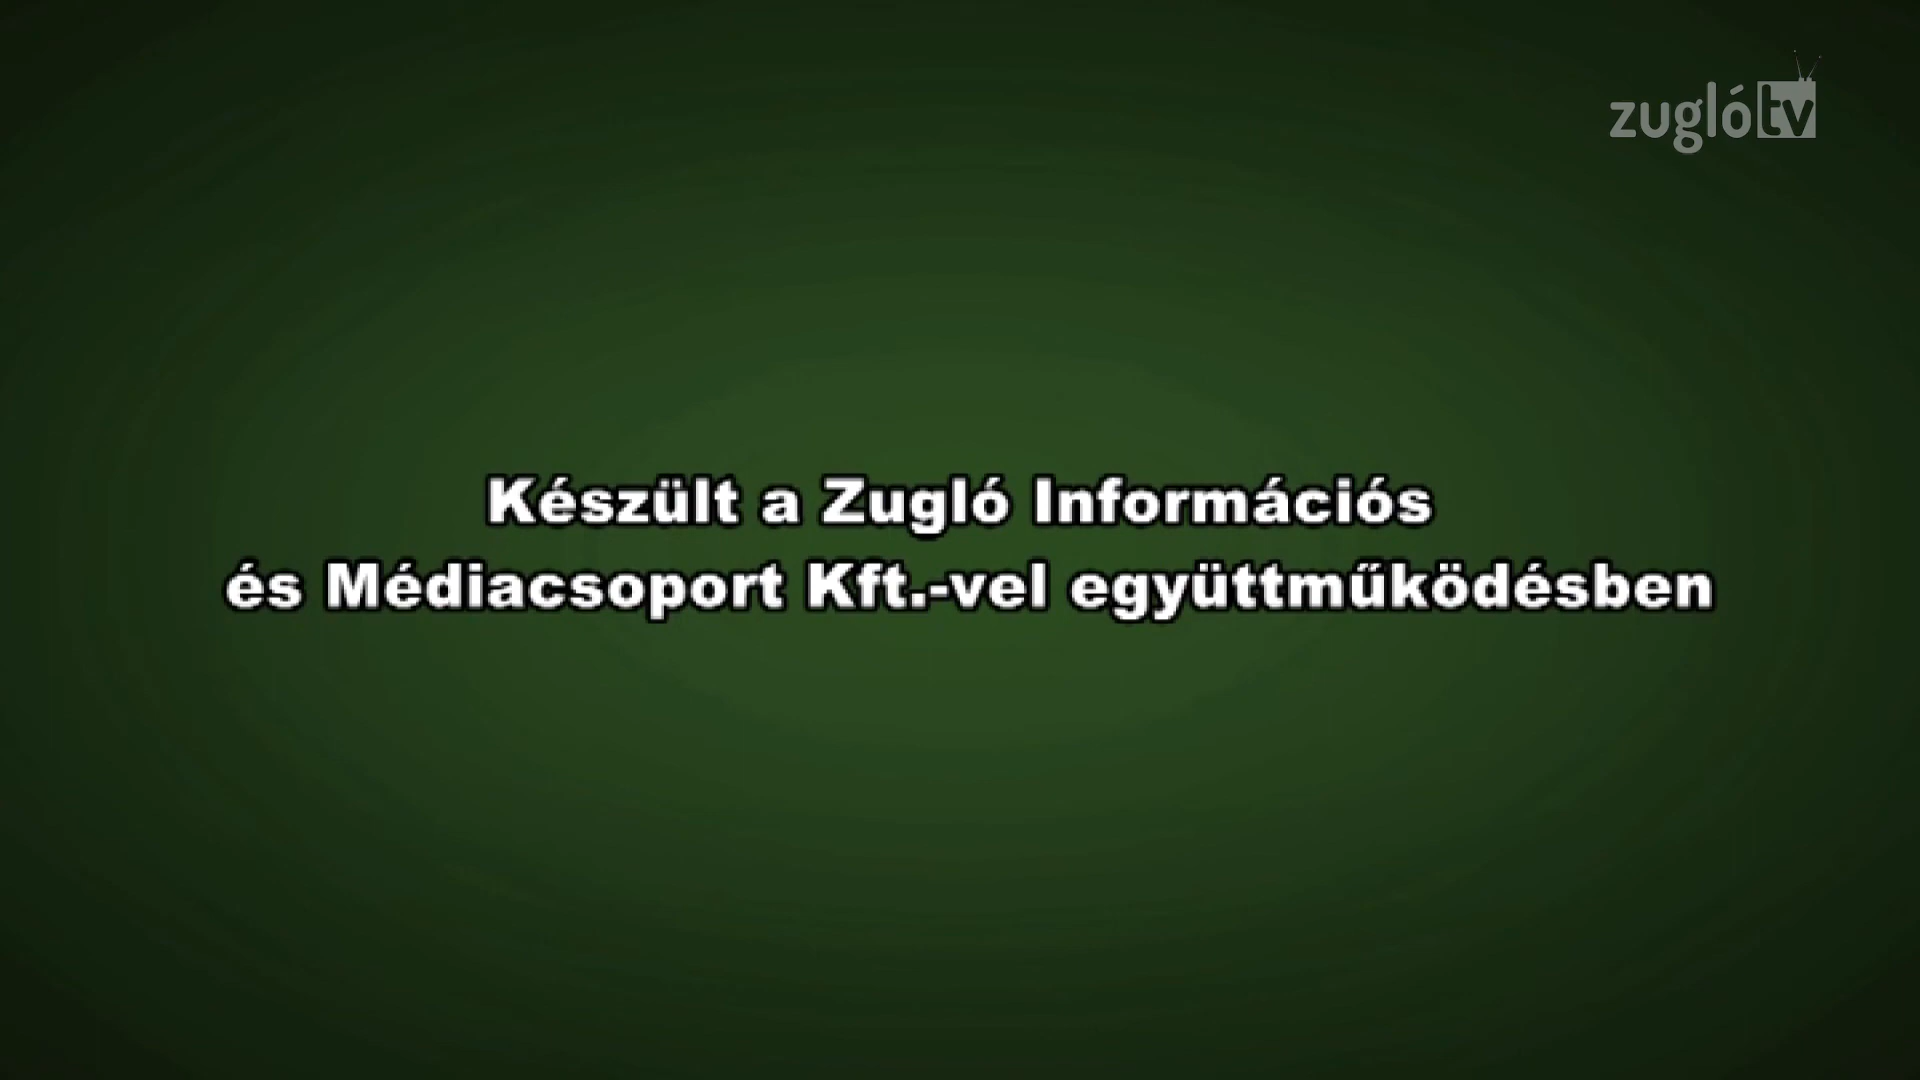 zuglótv
Készült a Zugló Információs
és Médiacsoport Kft.-vel együttműködésben